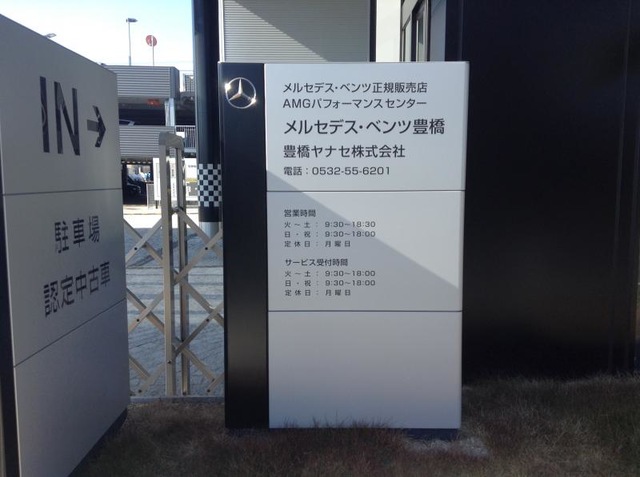 IN →
駐車場
認定中古車
メルセデス・ベンツ正規販売店
AMGパフォーマンスセンター
メルセデス・ベンツ豊橋
豊橋ヤナセ株式会社
電話：0532-55-6201
営業時間
火～土： 9:30～18:30
日・祝： 9:30～18:00
定休日：月曜日
サービス受付時間
火～土： 9:30～18:00
日・祝： 9:30～18:00
定休日：月曜日